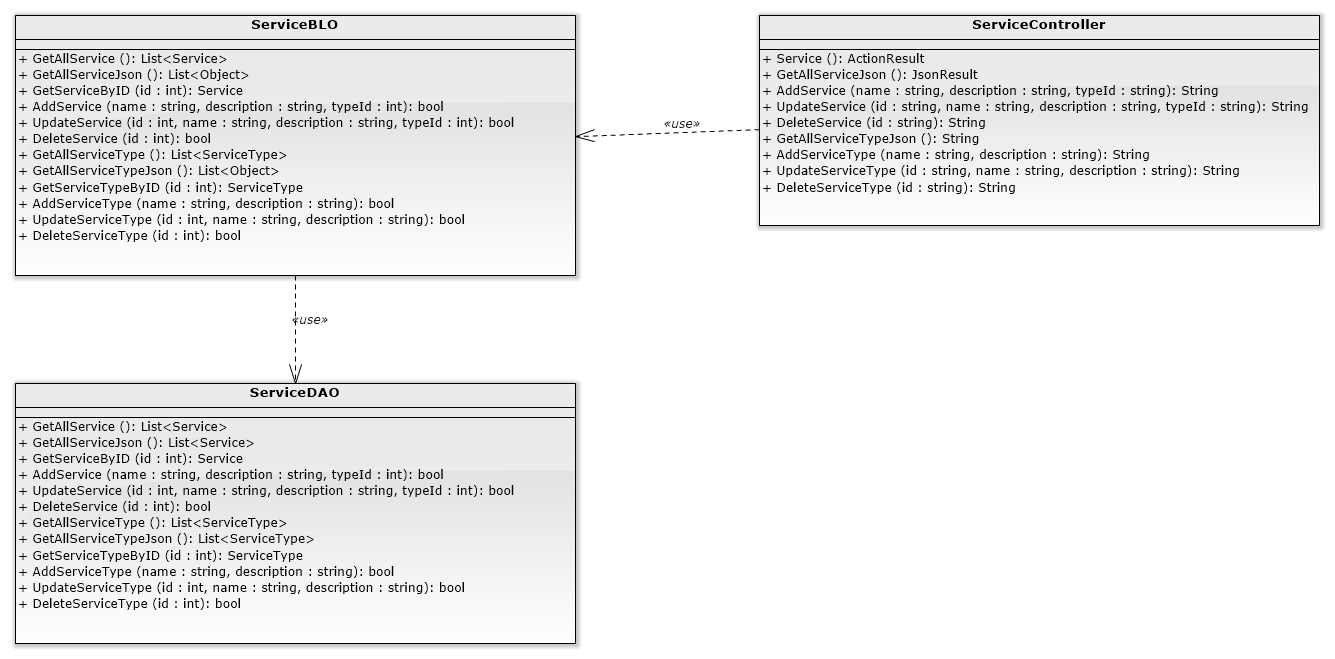 ServiceBLO
+ GetAllService (): List<Service>
+ GetAllServiceJson (): List<Object>
+ GetServiceByID (id : int): Service
+ AddService (name : string, description : string, typeId : int): bool
+ UpdateService (id : int, name : string, description : string, typeId : int): bool
+ DeleteService (id : int): bool
+ GetAllServiceType (): List<ServiceType>
+ GetAllServiceTypeJson (): List<Object>
+ GetServiceTypeByID (id : int): ServiceType
+ AddServiceType (name : string, description : string): bool
+ UpdateServiceType (id : int, name : string, description : string): bool
+ DeleteServiceType (id : int): bool
«use»
ServiceController
+ Service (): ActionResult
+ GetAllServiceJson (): JsonResult
+ AddService (name : string, description : string, typeId : string): String
+ UpdateService (id : string, name : string, description : string, typeId : string): String
+ DeleteService (id : string): String
+ GetAllServiceTypeJson (): String
+ AddServiceType (name : string, description : string): String
+ UpdateServiceType (id : string, name : string, description : string): String
+ DeleteServiceType (id : string): String
«use»
ServiceDAO
+ GetAllService (): List<Service>
+ GetAllServiceJson (): List<Service>
+ GetServiceByID (id : int): Service
+ AddService (name : string, description : string, typeId : int): bool
+ UpdateService (id : int, name : string, description : string, typeId : int): bool
+ DeleteService (id : int): bool
+ GetAllServiceType (): List<ServiceType>
+ GetAllServiceTypeJson (): List<ServiceType>
+ GetServiceTypeByID (id : int): ServiceType
+ AddServiceType (name : string, description : string): bool
+ UpdateServiceType (id : int, name : string, description : string): bool
+ DeleteServiceType (id : int): bool